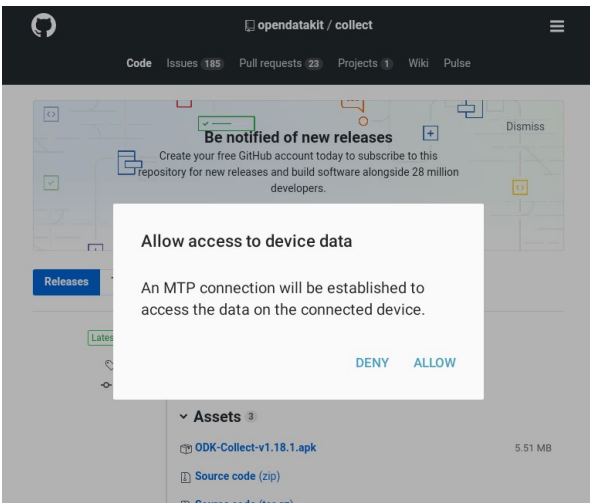 opendatakit / collect
Code Issues 185 Pull requests 23 Projects 1 Wiki Pulse
Dismiss
Be notified of new releases
Create your free GitHub account today to subscribe to this
repository for new releases and build software alongside 28 million
developers.
Allow access to device data
An MTP connection will be established to
access the data on the connected device.
DENY ALLOW
Releases
Assets 3
ODK-Collect-v1.18.1.apk 5.51 MB
Source code (zip)